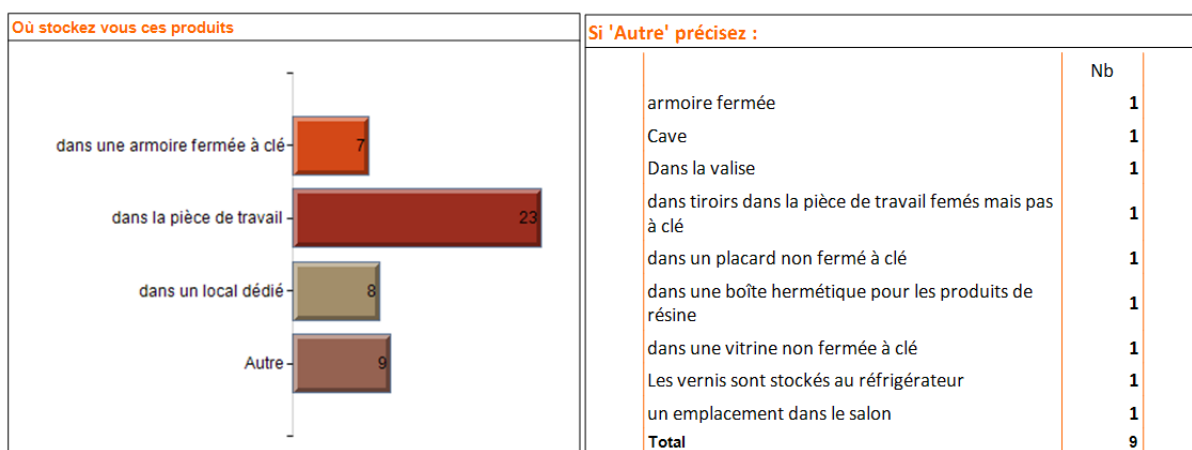 Où stockez vous ces produits
dans une armoire fermée à clé
7
dans la pièce de travail
23
dans un local dédié
8
Autre
9
Si 'Autre' précisez :
Nb
armoire fermée 1
Cave 1
Dans la valise 1
dans tiroirs dans la pièce de travail femés mais pas
à clé 1
dans un placard non fermé à clé 1
dans une boîte hermétique pour les produits de
résine 1
dans une vitrine non fermée à clé 1
Les vernis sont stockés au réfrigérateur 1
un emplacement dans le salon 1
Total 9